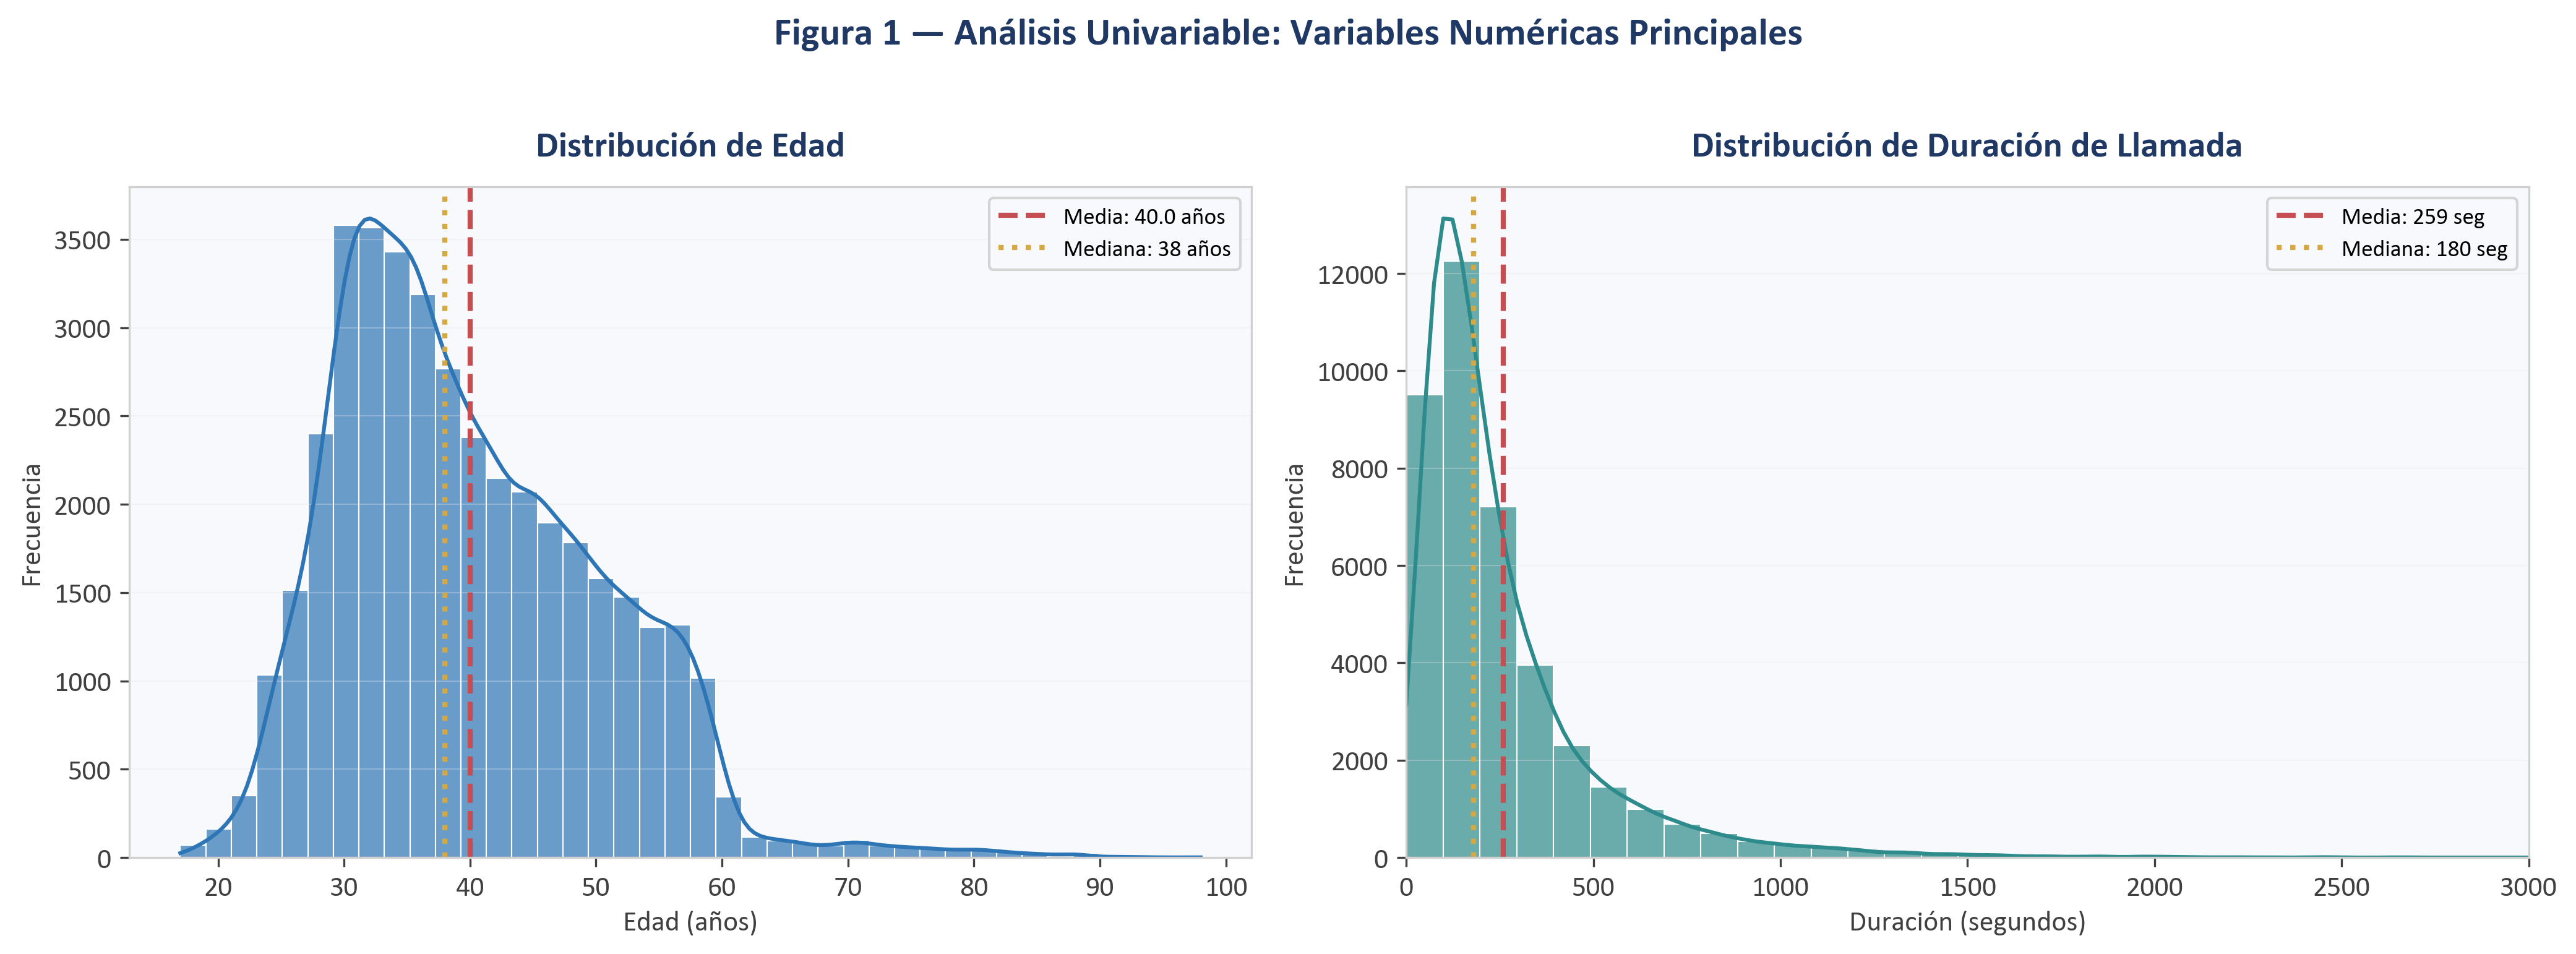 Figura 1 — Análisis Univariable: Variables Numéricas Principales
Distribución de Edad
Media: 40.0 años
Mediana: 38 años
Frecuencia
3500
3000
2500
2000
1500
1000
500
0
20 30 40 50 60 70 80 90 100
Edad (años)
Distribución de Duración de Llamada
Media: 259 seg
Mediana: 180 seg
Frecuencia
12000
10000
8000
6000
4000
2000
0
0 500 1000 1500 2000 2500 3000
Duración (segundos)